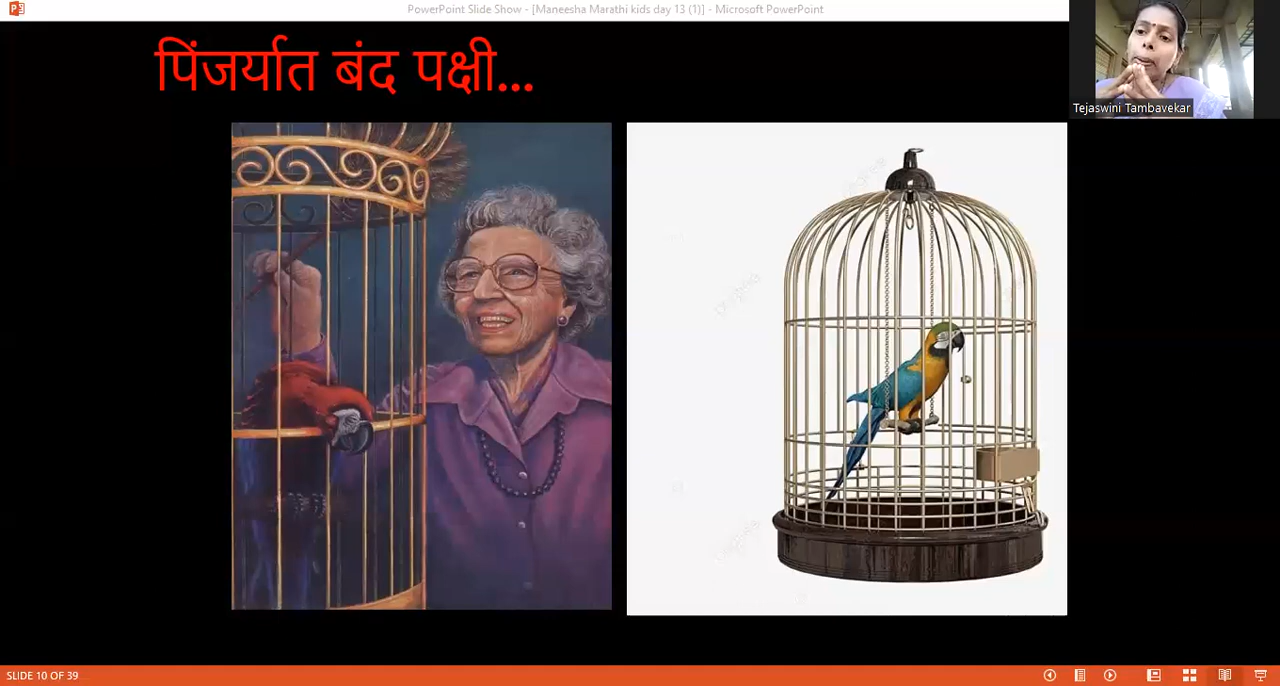 PowerPoint Slide Show - [Maneesha Marathi kids day 13 (1)] - Microsoft PowerPoint
पिंजर्यात बंद पक्षी...
Tejaswini Tambavekar
SLIDE 10 OF 39